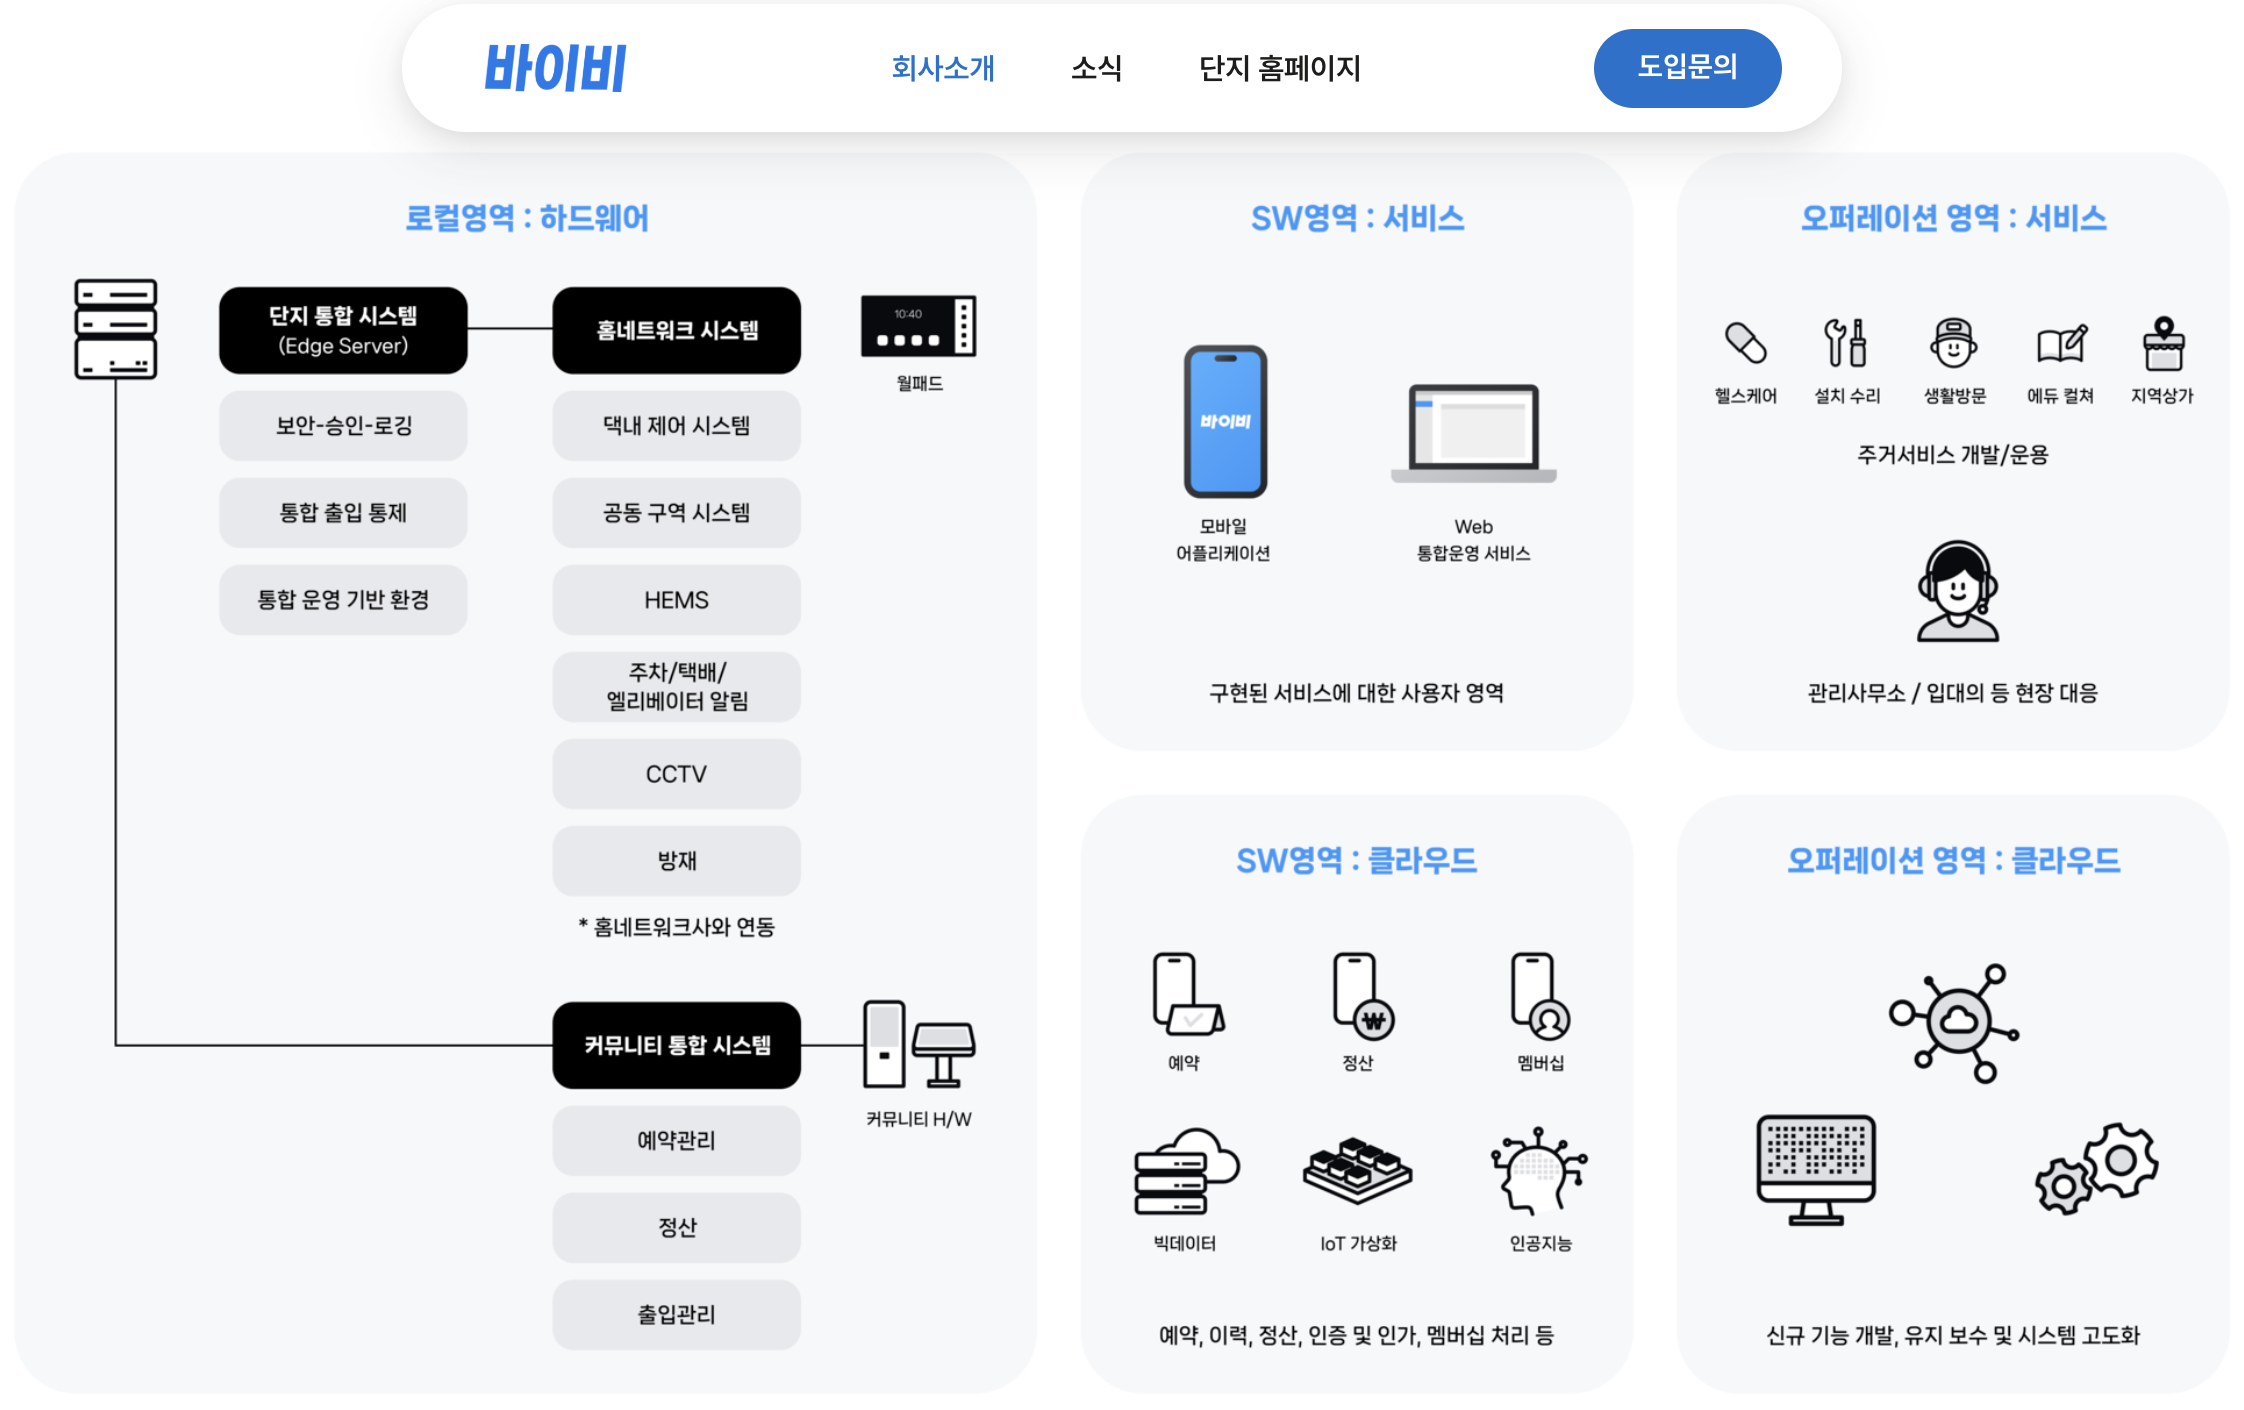 바이비
회사소개
소식
단지 홈페이지
도입문의
로컬영역 : 하드웨어
단지 통합 시스템
(Edge Server)
보안-승인-로깅
통합 출입 통제
통합 운영 기반 환경
홈네트워크 시스템
댁내 제어 시스템
공동 구역 시스템
HEMS
주차/택배/
엘리베이터 알림
CCTV
방재
* 홈네트워크사와 연동
10:40
월패드
커뮤니티 통합 시스템
예약관리
정산
출입관리
커뮤니티 H/W
SW영역 : 서비스
바이비
모바일
어플리케이션
Web
통합운영 서비스
구현된 서비스에 대한 사용자 영역
오퍼레이션 영역 : 서비스
헬스케어
설치 수리
생활방문
에듀 컬쳐
지역상가
주거서비스 개발/운용
관리사무소 / 입대의 등 현장 대응
SW영역 : 클라우드
예약
₩
정산
멤버십
빅데이터
IoT 가상화
인공지능
예약, 이력, 정산, 인증 및 인가, 멤버십 처리 등
오퍼레이션 영역 : 클라우드
신규 기능 개발, 유지 보수 및 시스템 고도화